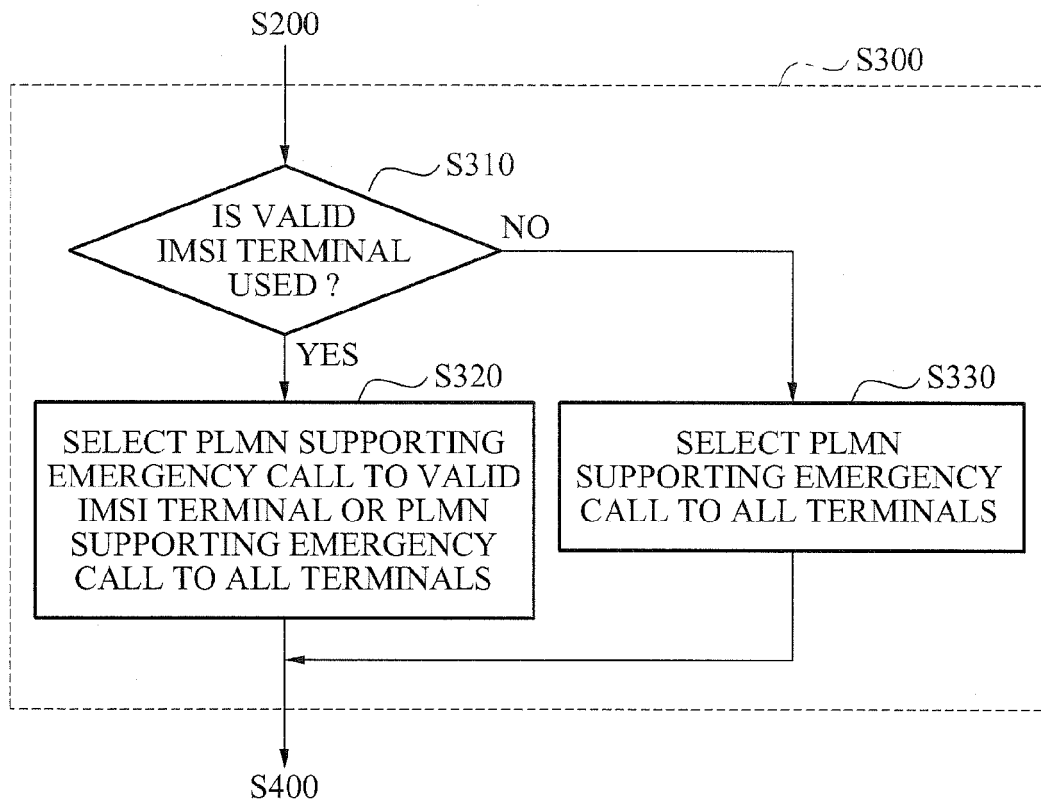 S200
S300
S310
IS VALID
IMSI TERMINAL
USED ?
NO
YES
S320
SELECT PLMN SUPPORTING
EMERGENCY CALL TO VALID
IMSI TERMINAL OR PLMN
SUPPORTING EMERGENCY
CALL TO ALL TERMINALS
S330
SELECT PLMN
SUPPORTING EMERGENCY
CALL TO ALL TERMINALS
S400